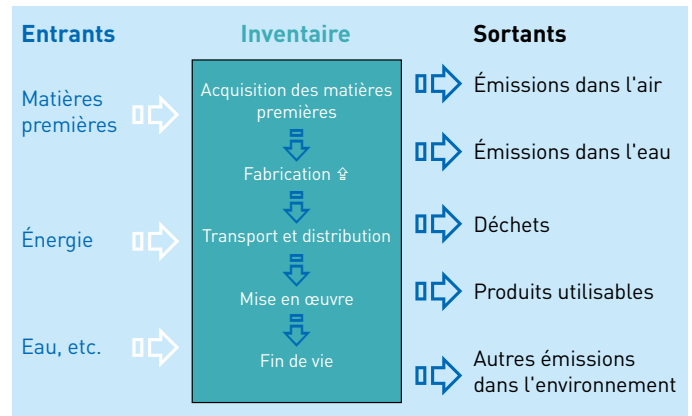 Entrants
Inventaire
Sortants
Matières
premières
Énergie
Eau, etc.
Acquisition des matières
premières
Fabrication ⇪
Transport et distribution
Mise en œuvre
Fin de vie
Émissions dans l'air
Émissions dans l'eau
Déchets
Produits utilisables
Autres émissions
dans l'environnement